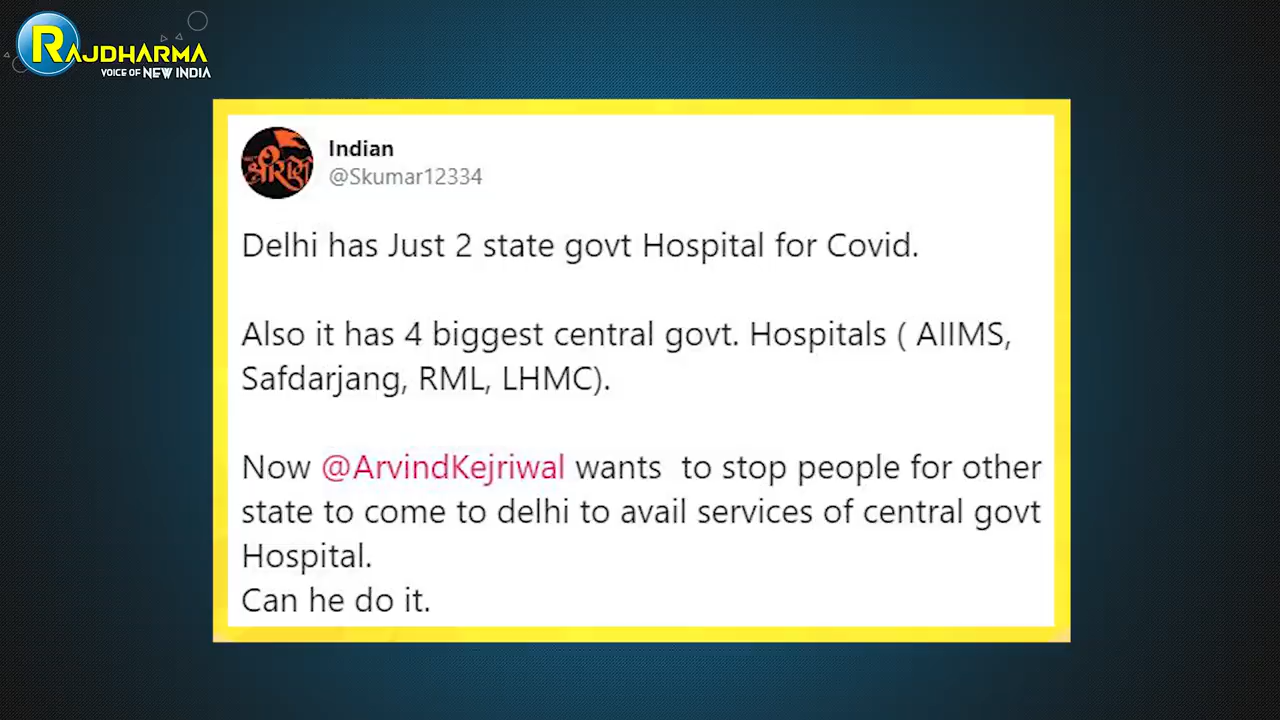 RAJDHARMA
VOICE OF NEW INDIA
Indian
@Skumar12334
Delhi has Just 2 state govt Hospital for Covid.
Also it has 4 biggest central govt. Hospitals ( AIIMS,
Safdarjang, RML, LHMC).
Now @ArvindKejriwal wants to stop people for other
state to come to delhi to avail services of central govt
Hospital.
Can he do it.